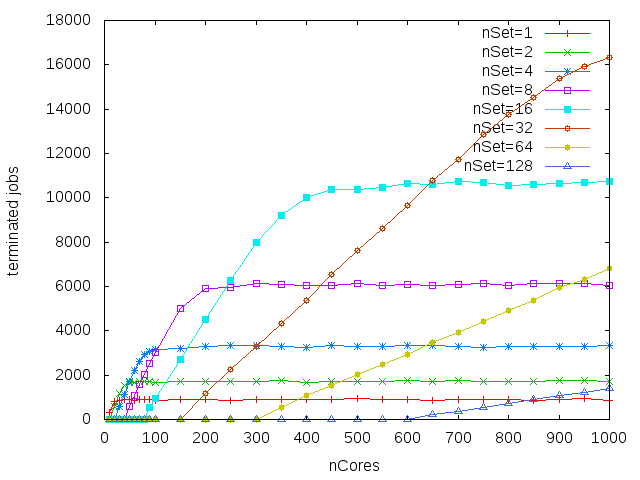 18000
16000
14000
12000
10000
8000
6000
4000
2000
0
terminated jobs
nSet=1
nSet=2
nSet=4
nSet=8
nSet=16
nSet=32
nSet=64
nSet=128
0 100 200 300 400 500 600 700 800 900 1000
nCores